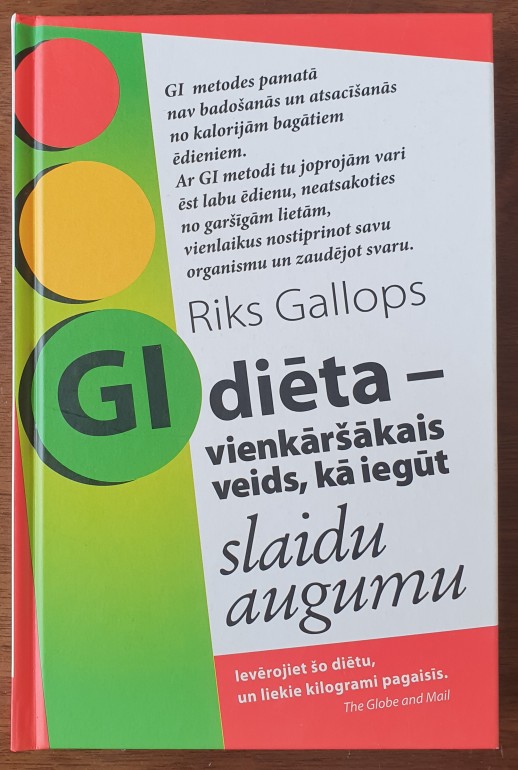 GI metodes pamatā
nav badošanās un atsacīšanās
no kalorijām bagātiem
ēdieniem.
Ar GI metodi tu joprojām vari
ēst labu ēdienu, neatsakoties
no garšīgām lietām,
vienlaikus nostiprinot savu
organismu un zaudējot svaru.
Riks Gallops
GI diēta –
vienkāršākais
veids, kā iegūt
slaidu
augumu
Ievērojiet šo diētu,
un liekie kilogrami pagaisīs.
The Globe and Mail